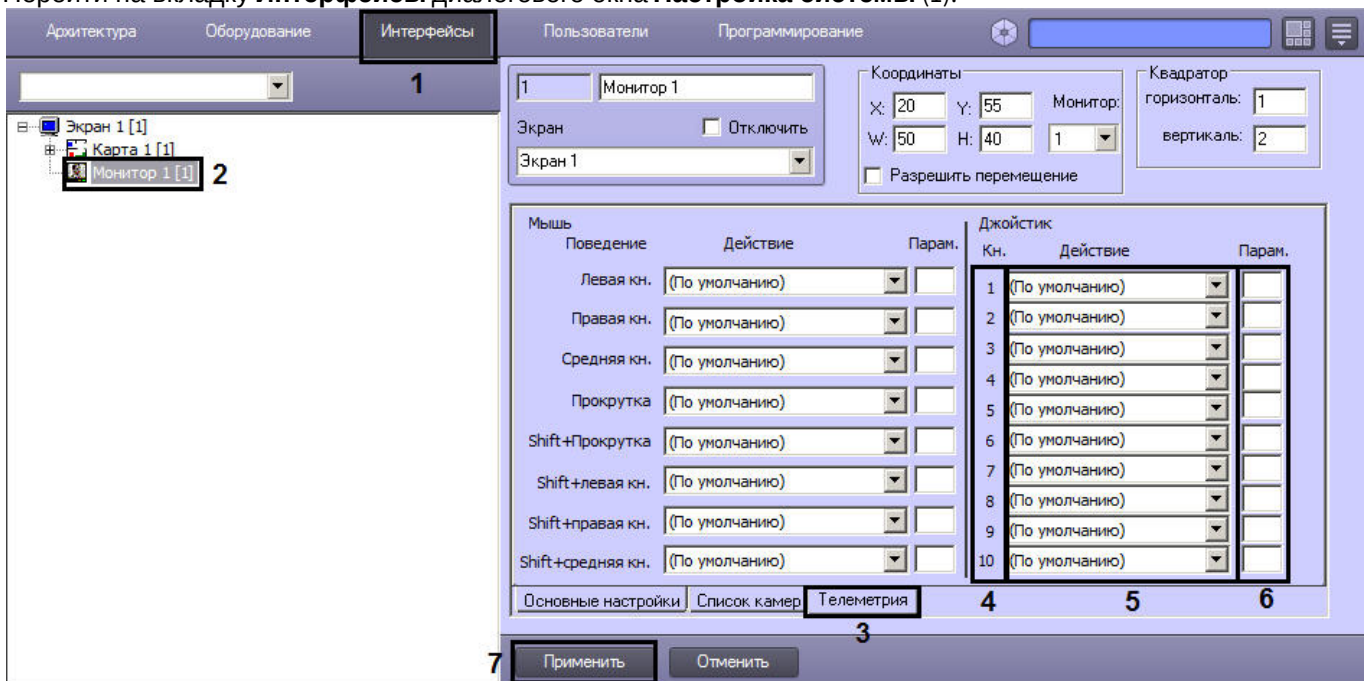 Перейти на вкладку Интерфейсы диалогового окна Настройка системы (1).
Архитектура Оборудование Интерфейсы Пользователи Программирование
1
Экран 1 [1]
Карта 1 [1]
Монитор 1 [1] 2
1 Монитор 1
Экран Отключить
Экран 1
Координаты
X: 20 Y: 55 Монитор:
W: 50 H: 40 1
Разрешить перемещение
Квадратор
горизонталь: 1
вертикаль: 2
Мышь
Поведение Действие Парам.
Левая кн. (По умолчанию)
Правая кн. (По умолчанию)
Средняя кн. (По умолчанию)
Прокрутка (По умолчанию)
Shift+Прокрутка (По умолчанию)
Shift+левая кн. (По умолчанию)
Shift+правая кн. (По умолчанию)
Shift+средняя кн. (По умолчанию)
Джойстик
Кн. Действие Парам.
1 (По умолчанию)
2 (По умолчанию)
3 (По умолчанию)
4 (По умолчанию)
5 (По умолчанию)
6 (По умолчанию)
7 (По умолчанию)
8 (По умолчанию)
9 (По умолчанию)
10 (По умолчанию)
Основные настройки Список камер Телеметрия 4 5 6
3
7 Применить Отменить